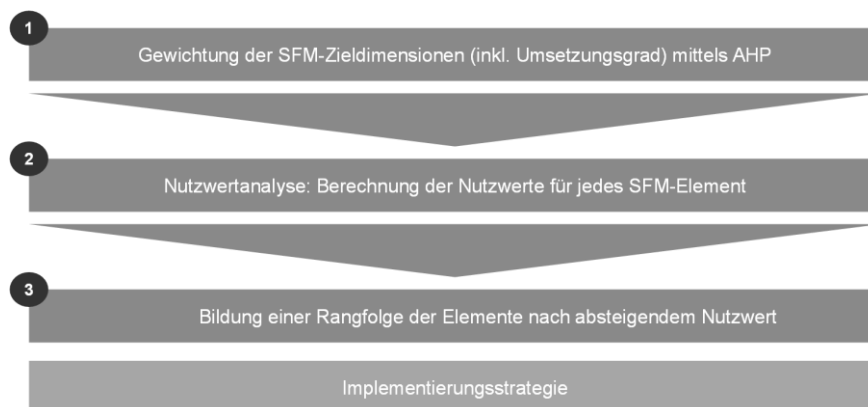 1
Gewichtung der SFM-Zieldimensionen (inkl. Umsetzungsgrad) mittels AHP
2
Nutzwertanalyse: Berechnung der Nutzwerte für jedes SFM-Element
3
Bildung einer Rangfolge der Elemente nach absteigendem Nutzwert
Implementierungsstrategie